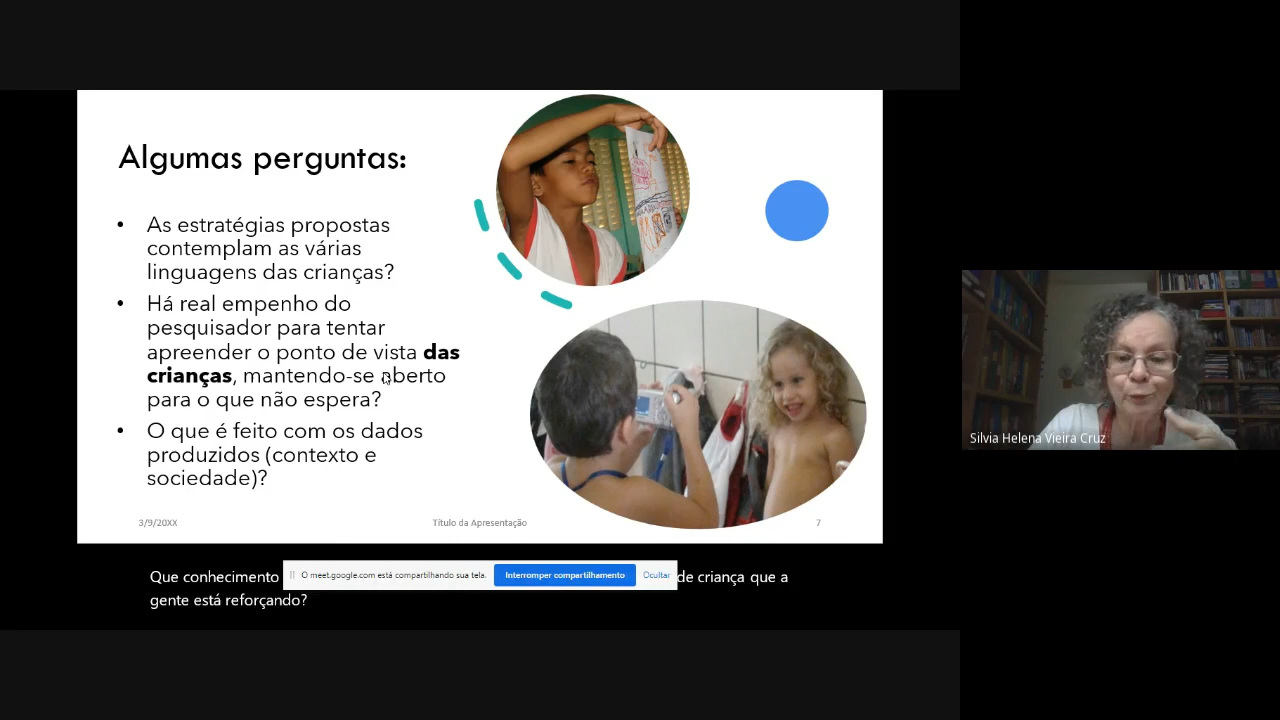 Algumas perguntas:
• As estratégias propostas
contemplam as várias
linguagens das crianças?
• Há real empenho do
pesquisador para tentar
apreender o ponto de vista das
crianças, mantendo-se aberto
para o que não espera?
• O que é feito com os dados
produzidos (contexto e
sociedade)?
3/9/20XX
Título da Apresentação
7
Silvia Helena Vieira Cruz
Que conhecimento
O meet.google.com está compartilhando sua tela.
Interromper compartilhamento
Ocultar
de criança que a
gente está reforçando?